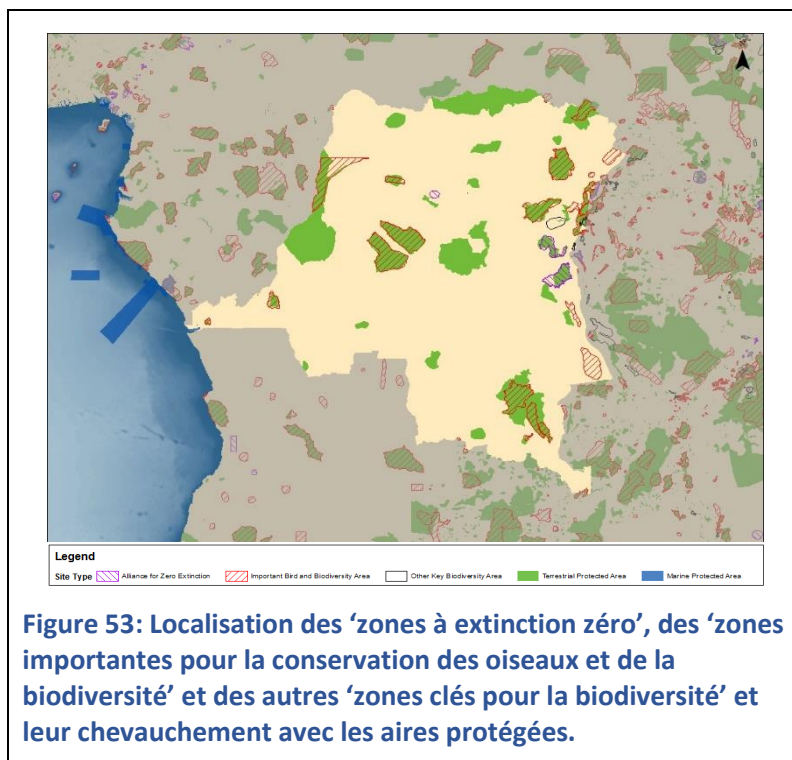 Legend
Site Type Alliance for Zero Extinction Important Bird and Biodiversity Area Other Key Biodiversity Area Terrestrial Protected Area Marine Protected Area
Figure 53: Localisation des ‘zones à extinction zéro’, des ‘zones
importantes pour la conservation des oiseaux et de la
biodiversité’ et des autres ‘zones clés pour la biodiversité’ et
leur chevauchement avec les aires protégées.